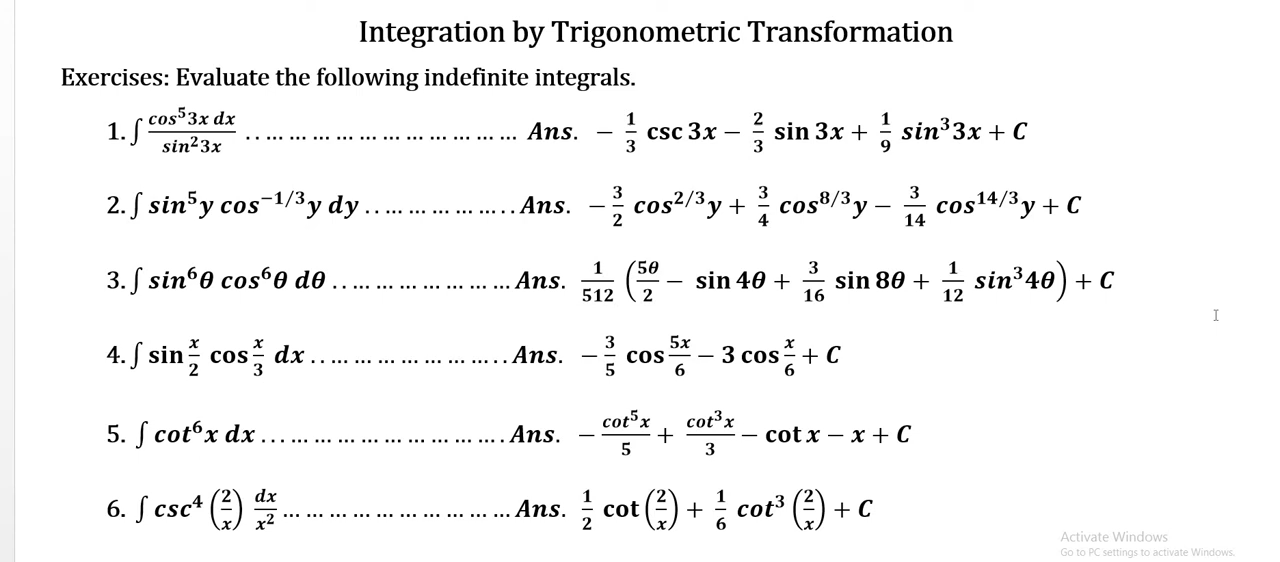 Integration by Trigonometric Transformation
Exercises: Evaluate the following indefinite integrals.
1. ∫ cos⁵3x dx / sin²3x .. ... ... ... ... ... ... ... ... ... ... ... Ans. − 1/3 csc 3x − 2/3 sin 3x + 1/9 sin³3x + C
2. ∫ sin⁵y cos^(−1/3)y dy .. ... ... ... ... ... .. Ans. − 3/2 cos^(2/3)y + 3/4 cos^(8/3)y − 3/14 cos^(14/3)y + C
3. ∫ sin⁶θ cos⁶θ dθ .. ... ... ... ... ... ... ... Ans. 1/512 (5θ/2 − sin 4θ + 3/16 sin 8θ + 1/12 sin³4θ) + C
4. ∫ sin x/2 cos x/3 dx .. ... ... ... ... ... ... ... .. Ans. − 3/5 cos 5x/6 − 3 cos x/6 + C
5. ∫ cot⁶x dx ... ... ... ... ... ... ... ... ... ... . Ans. − cot⁵x/5 + cot³x/3 − cot x − x + C
6. ∫ csc⁴ (2/x) dx/x² ... ... ... ... ... ... ... ... ... ... Ans. 1/2 cot (2/x) + 1/6 cot³ (2/x) + C
Activate Windows
Go to PC settings to activate Windows.